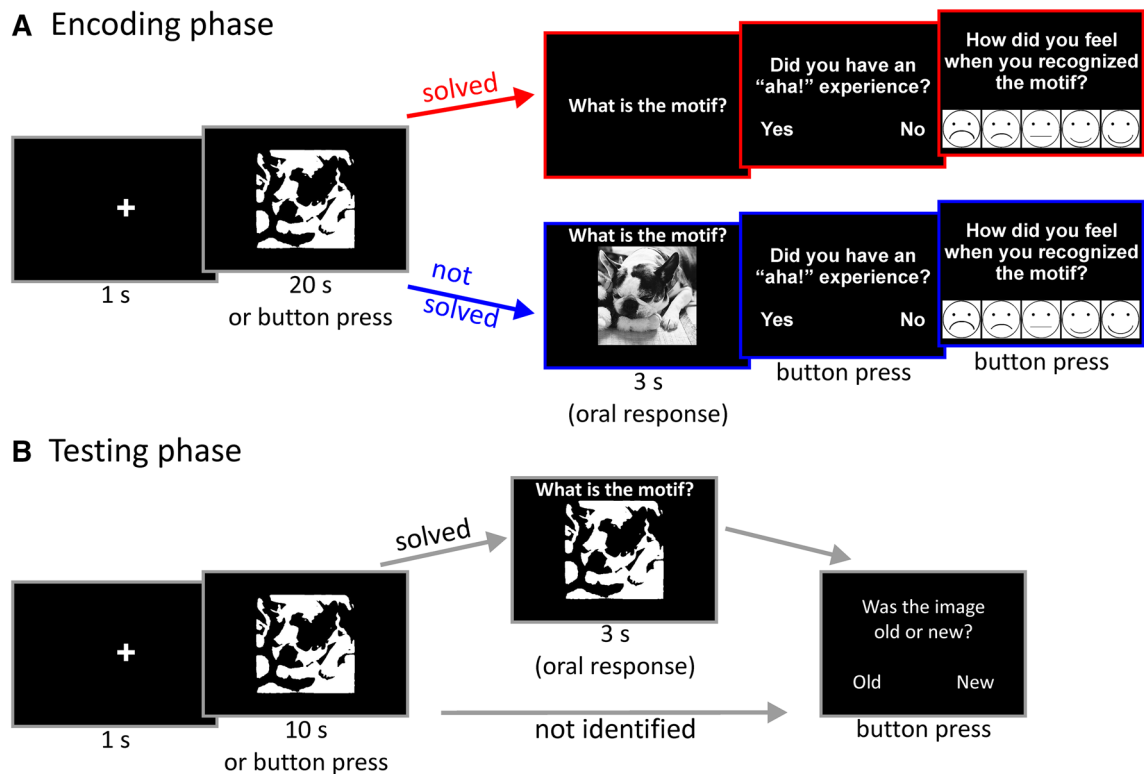 A Encoding phase
+
1 s
20 s
or button press
solved
What is the motif?
Did you have an
“aha!” experience?
Yes No
How did you feel
when you recognized
the motif?
not
solved
What is the motif?
3 s
(oral response)
Did you have an
“aha!” experience?
Yes No
button press
How did you feel
when you recognized
the motif?
button press
B Testing phase
+
1 s
10 s
or button press
solved
What is the motif?
3 s
(oral response)
not identified
Was the image
old or new?
Old New
button press